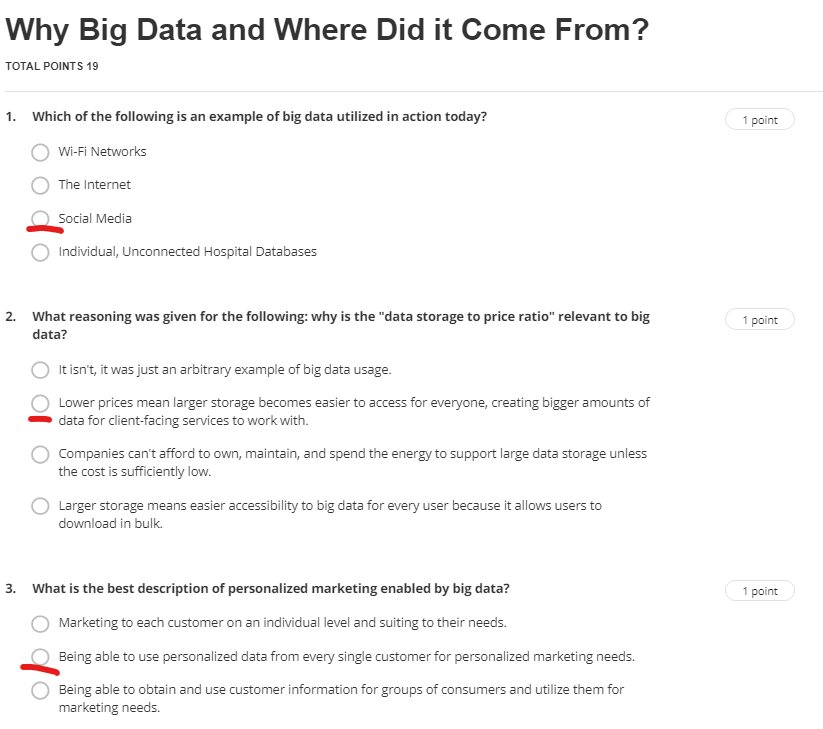 Why Big Data and Where Did it Come From?
TOTAL POINTS 19
1. Which of the following is an example of big data utilized in action today?
1 point
Wi-Fi Networks
The Internet
Social Media
Individual, Unconnected Hospital Databases
2. What reasoning was given for the following: why is the "data storage to price ratio" relevant to big
data?
1 point
It isn't, it was just an arbitrary example of big data usage.
Lower prices mean larger storage becomes easier to access for everyone, creating bigger amounts of
data for client-facing services to work with.
Companies can't afford to own, maintain, and spend the energy to support large data storage unless
the cost is sufficiently low.
Larger storage means easier accessibility to big data for every user because it allows users to
download in bulk.
3. What is the best description of personalized marketing enabled by big data?
1 point
Marketing to each customer on an individual level and suiting to their needs.
Being able to use personalized data from every single customer for personalized marketing needs.
Being able to obtain and use customer information for groups of consumers and utilize them for
marketing needs.